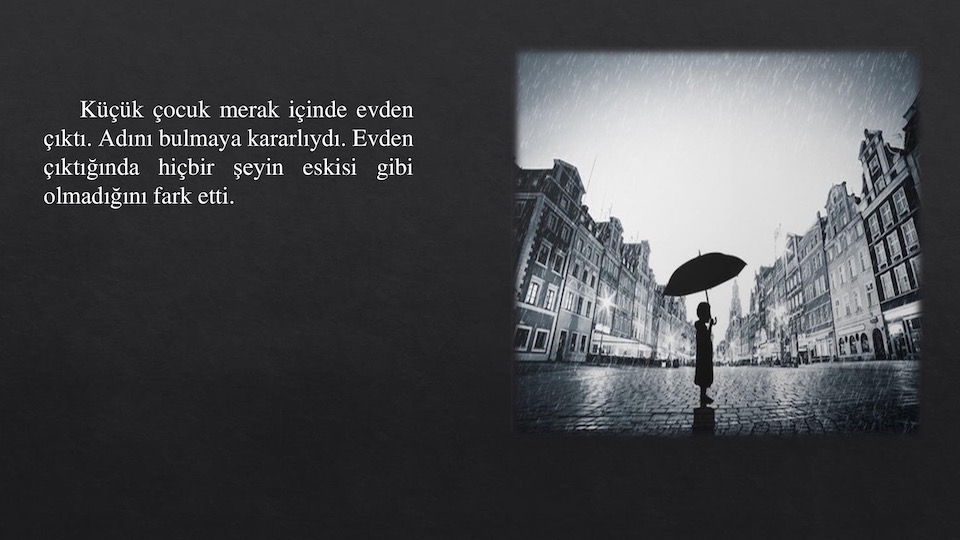 Küçük çocuk merak içinde evden
çıktı. Adını bulmaya kararlıydı. Evden
çıktığında hiçbir şeyin eskisi gibi
olmadığını fark etti.